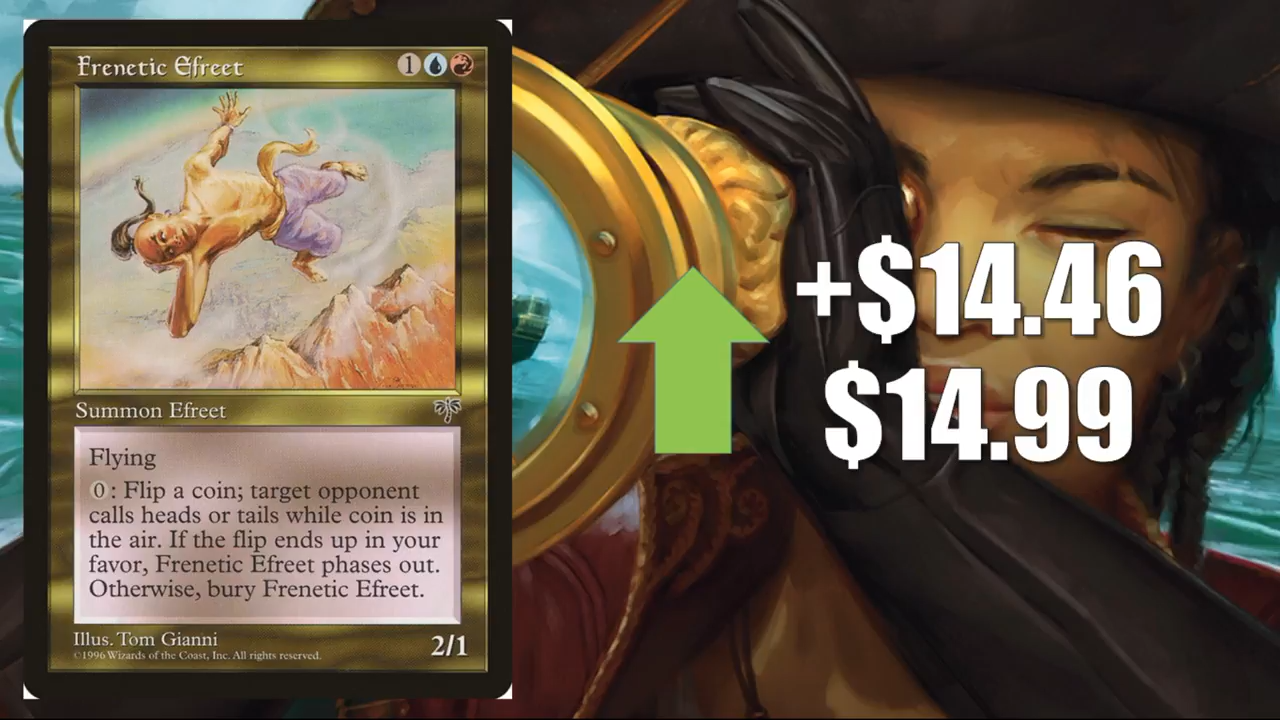 Frenetic Efreet 1
Summon Efreet
Flying
0: Flip a coin; target opponent
calls heads or tails while coin is in
the air. If the flip ends up in your
favor, Frenetic Efreet phases out.
Otherwise, bury Frenetic Efreet.
Illus. Tom Gianni
©1996 Wizards of the Coast, Inc. All rights reserved.
2/1
+$14.46
$14.99